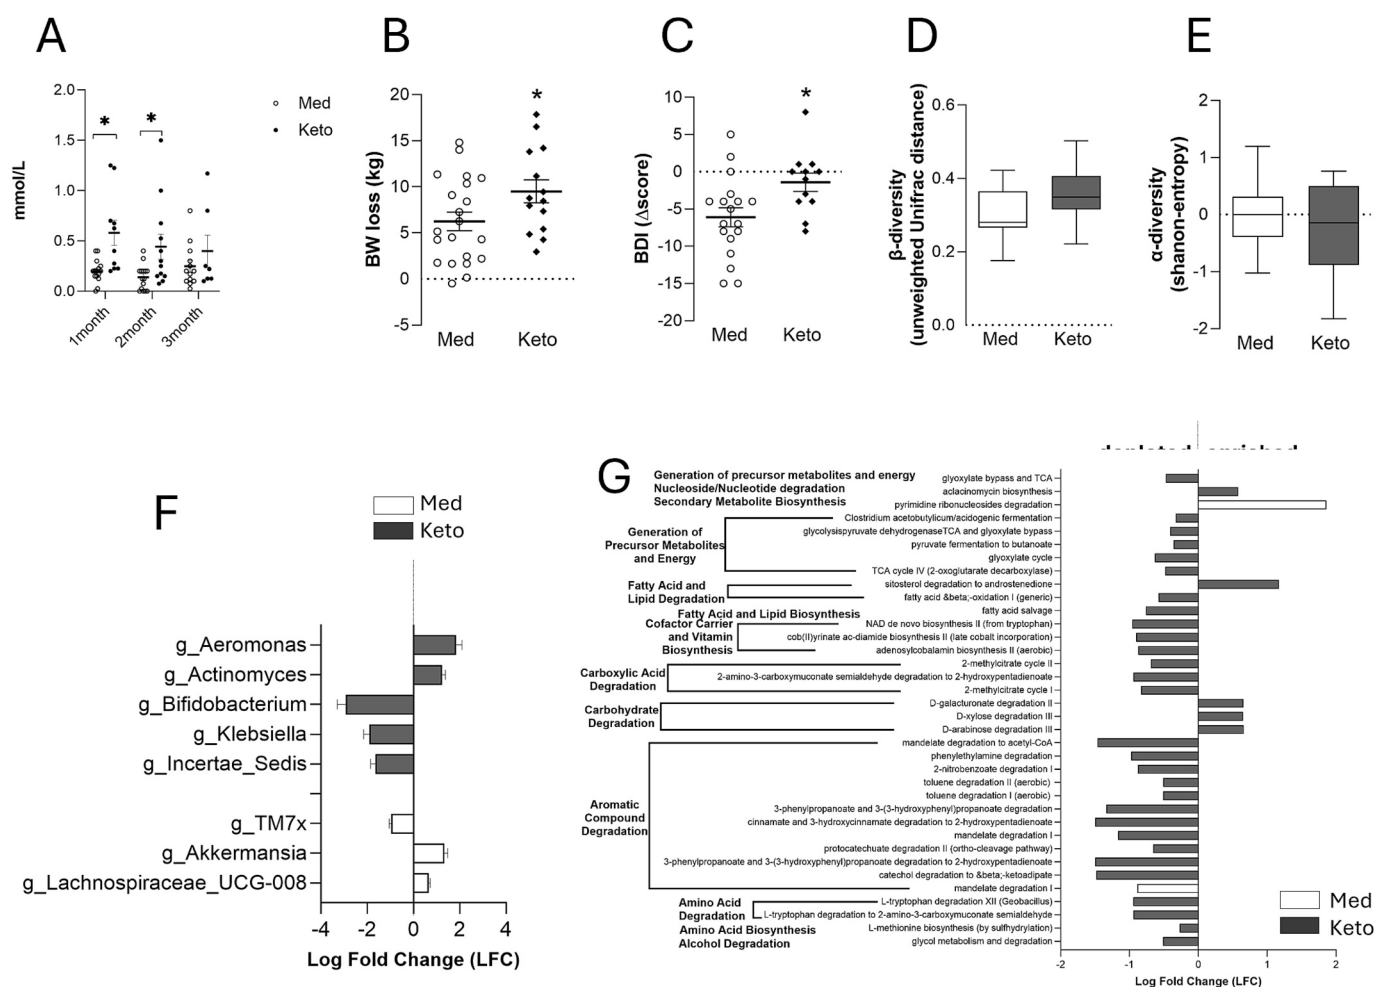 A
2.0
1.5
1.0
0.5
0.0
mmol/L
*
*
1month
2month
3month
Med
Keto
B
20
15
10
5
0
-5
BW loss (kg)
*
Med
Keto
C
10
5
0
-5
-10
-15
-20
BDI (Δscore)
*
Med
Keto
D
0.6
0.4
0.2
0.0
β-diversity
(unweighted Unifrac distance)
Med
Keto
E
2
1
0
-1
-2
α-diversity
(shanon-entropy)
Med
Keto
F
Med
Keto
g_Aeromonas
g_Actinomyces
g_Bifidobacterium
g_Klebsiella
g_Incertae_Sedis
g_TM7x
g_Akkermansia
g_Lachnospiraceae_UCG-008
-4 -2 0 2 4
Log Fold Change (LFC)
G
Generation of precursor metabolites and energy
Nucleoside/Nucleotide degradation
Secondary Metabolite Biosynthesis
Generation of
Precursor Metabolites
and Energy
Fatty Acid and
Lipid Degradation
Fatty Acid and Lipid Biosynthesis
Cofactor Carrier
and Vitamin
Biosynthesis
Carboxylic Acid
Degradation
Carbohydrate
Degradation
Aromatic
Compound
Degradation
Amino Acid
Degradation
Amino Acid Biosynthesis
Alcohol Degradation
glyoxylate bypass and TCA
aclacinomycin biosynthesis
pyrimidine ribonucleosides degradation
Clostridium acetobutylicum/acidogenic fermentation
glycolysispyruvate dehydrogenaseTCA and glyoxylate bypass
pyruvate fermentation to butanoate
glyoxylate cycle
TCA cycle IV (2-oxoglutarate decarboxylase)
sitosterol degradation to androstenedione
fatty acid &beta;-oxidation I (generic)
fatty acid salvage
NAD de novo biosynthesis II (from tryptophan)
cob(II)yrinate ac-diamide biosynthesis II (late cobalt incorporation)
adenosylcobalamin biosynthesis II (aerobic)
2-methylcitrate cycle II
2-amino-3-carboxymuconate semialdehyde degradation to 2-hydroxypentadienoate
2-methylcitrate cycle I
D-galacturonate degradation II
D-xylose degradation III
D-arabinose degradation III
mandelate degradation to acetyl-CoA
phenylethylamine degradation
2-nitrobenzoate degradation I
toluene degradation II (aerobic)
toluene degradation I (aerobic)
3-phenylpropanoate and 3-(3-hydroxyphenyl)propanoate degradation
cinnamate and 3-hydroxycinnamate degradation to 2-hydroxypentadienoate
mandelate degradation I
protocatechuate degradation II (ortho-cleavage pathway)
3-phenylpropanoate and 3-(3-hydroxyphenyl)propanoate degradation to 2-hydroxypentadienoate
catechol degradation to &beta;-ketoadipate
mandelate degradation I
L-tryptophan degradation XII (Geobacillus)
L-tryptophan degradation to 2-amino-3-carboxymuconate semialdehyde
L-methionine biosynthesis (by sulfhydrylation)
glycol metabolism and degradation
Med
Keto
-2 -1 0 1 2
Log Fold Change (LFC)